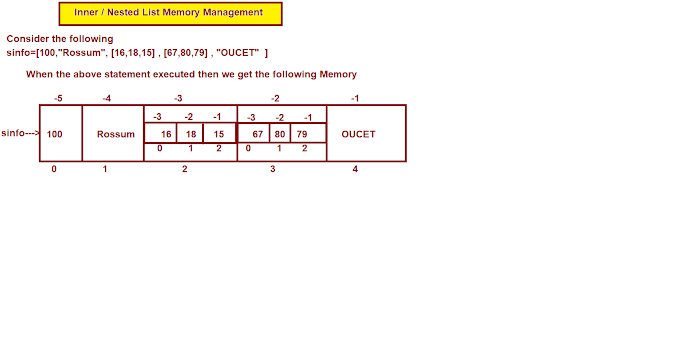 Inner / Nested List Memory Management
Consider the following
sinfo=[100,"Rossum", [16,18,15] , [67,80,79] , "OUCET"  ]
When the above statement executed then we get the following Memory
-5 -4 -3 -2 -1
-3 -2 -1 -3 -2 -1
sinfo---> 100 Rossum 16 18 15 67 80 79 OUCET
0 1 2 0 1 2
0 1 2 3 4